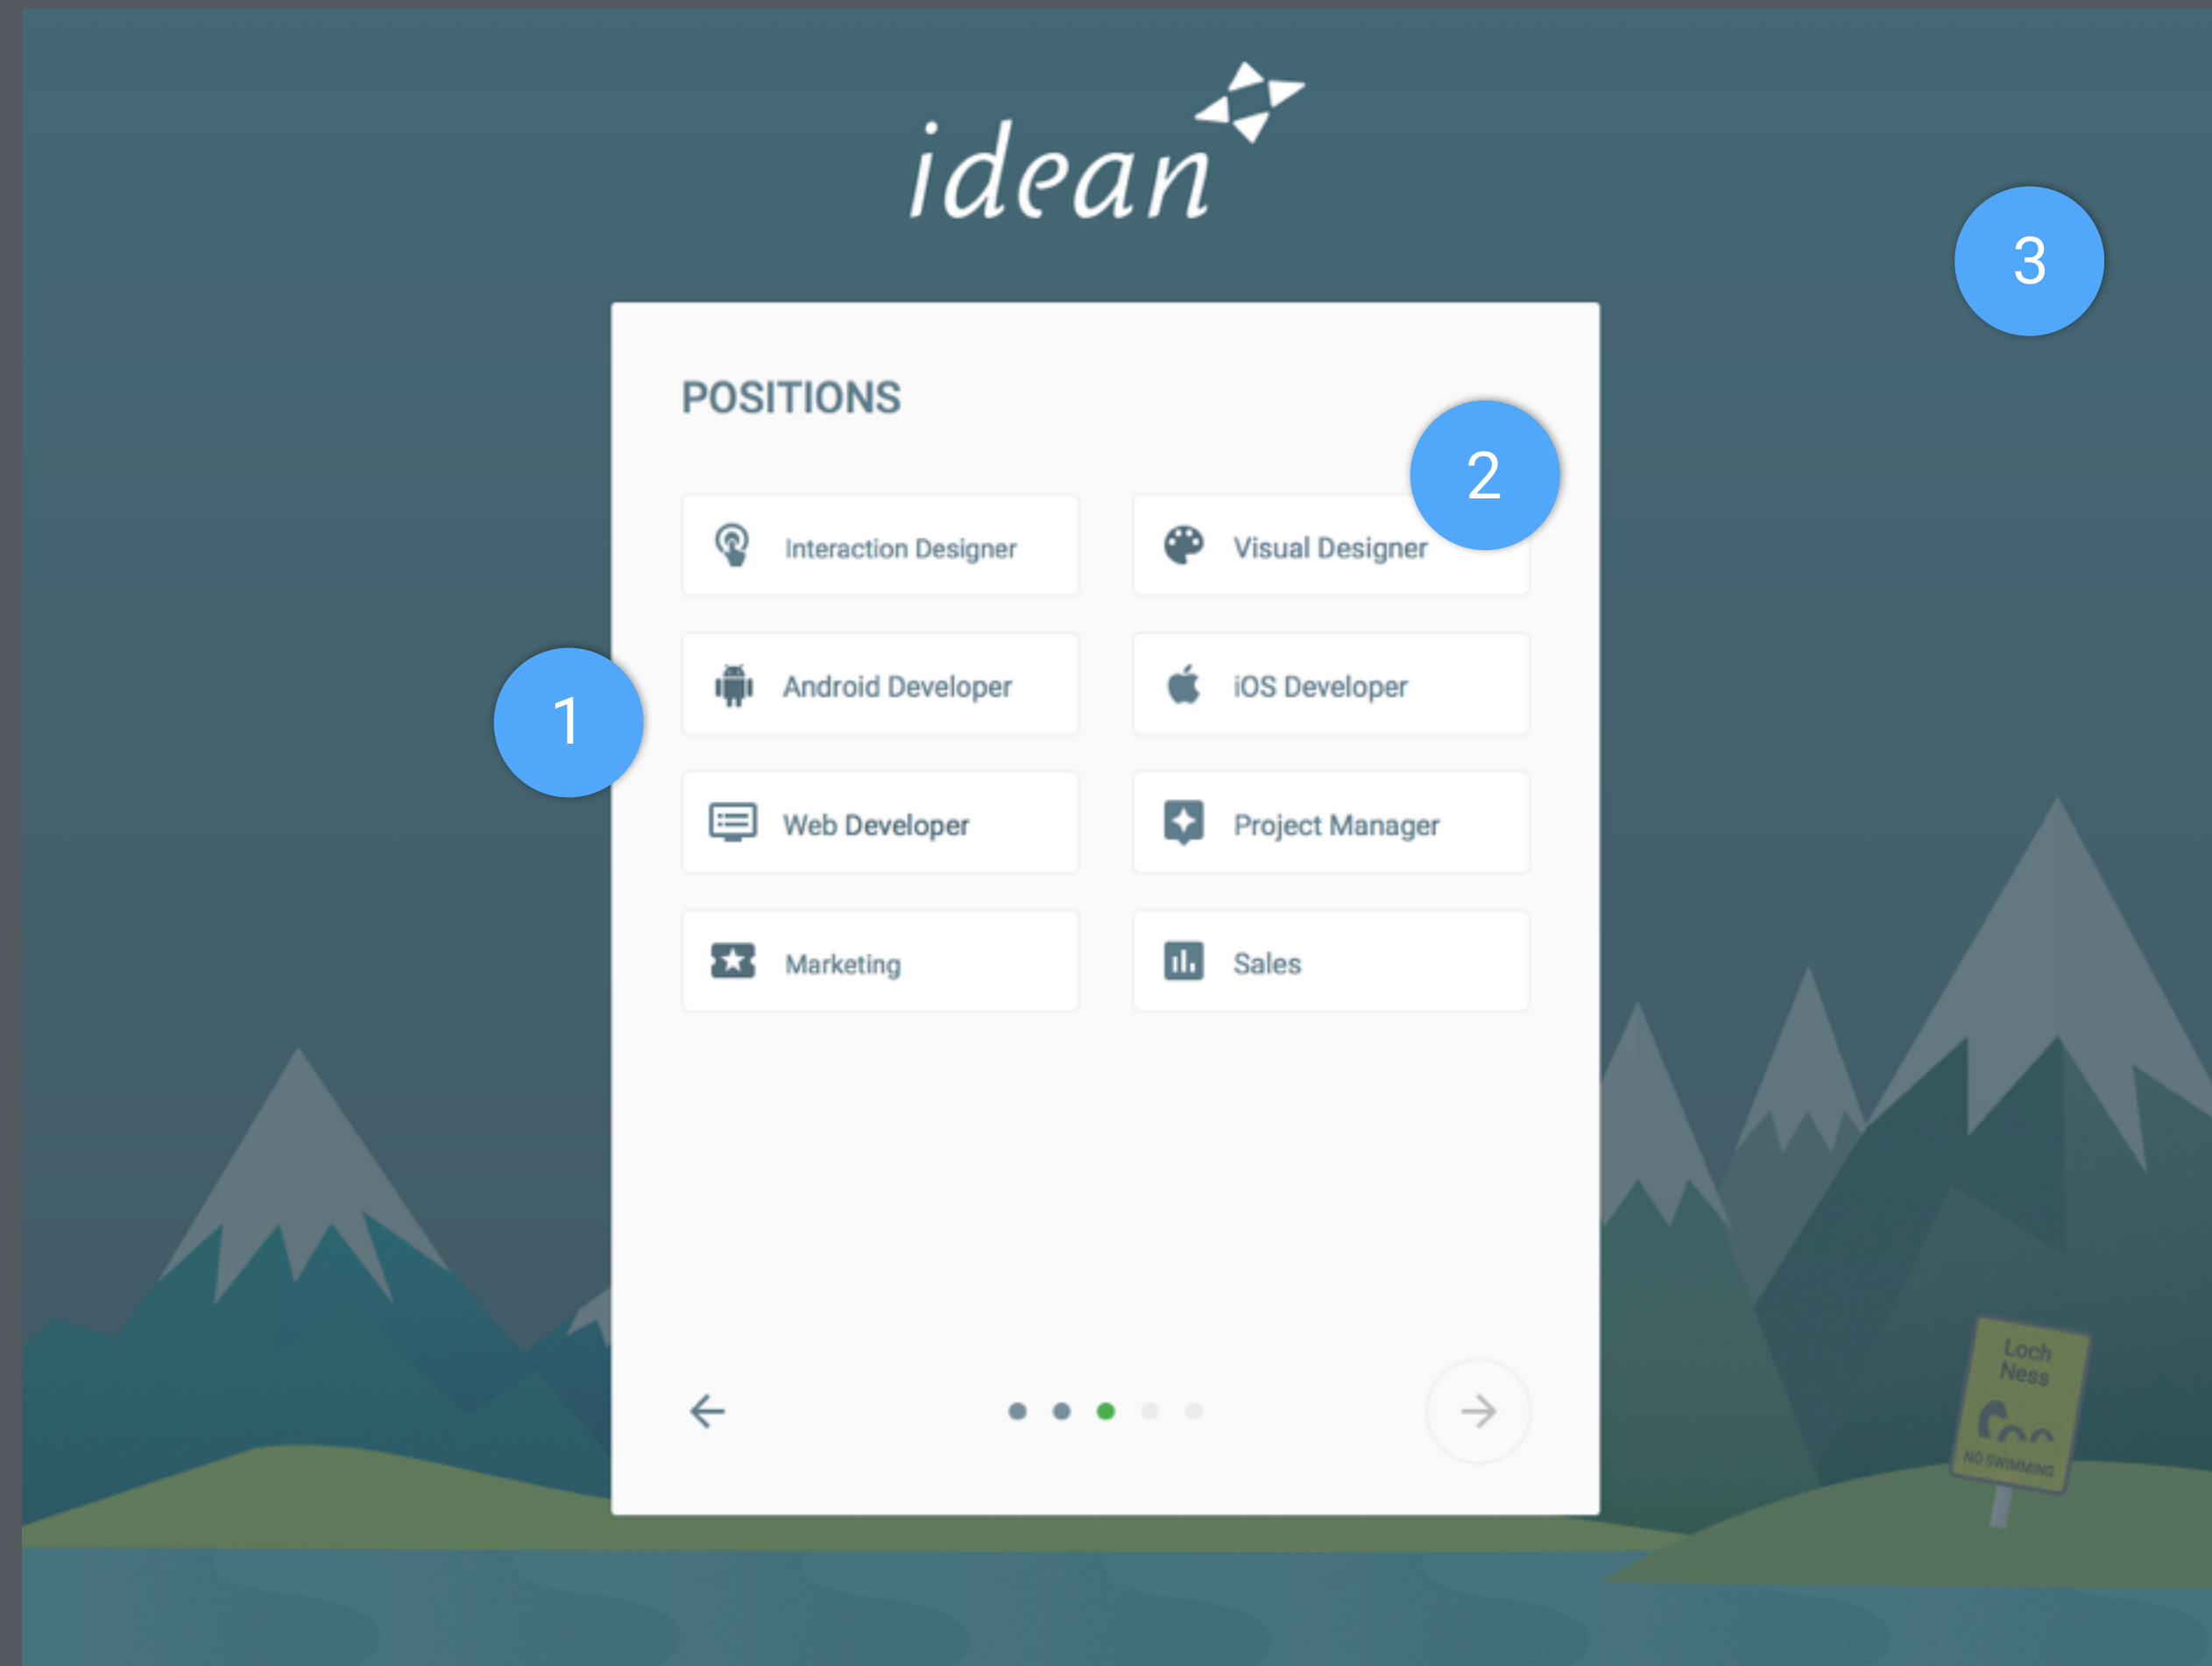 idean
3
POSITIONS
2
Interaction Designer
Visual Designer
1
Android Developer
iOS Developer
Web Developer
Project Manager
Marketing
Sales
Loch
Ness
NO SWIMMING